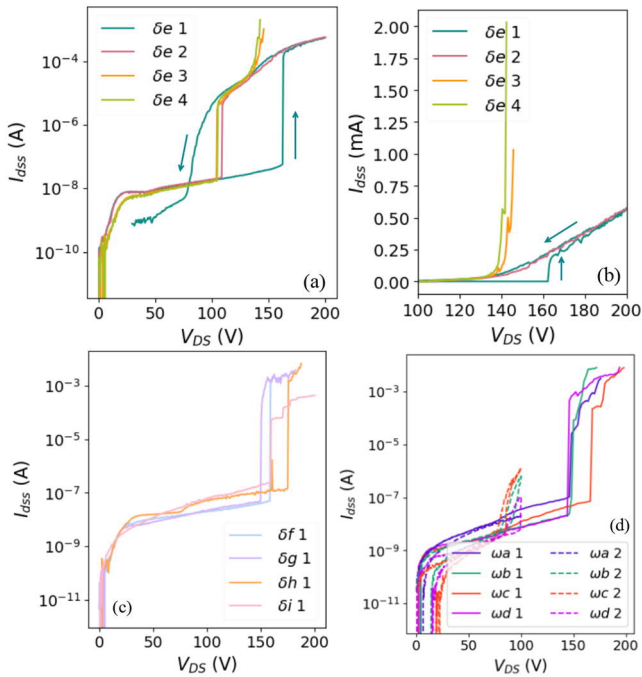 10⁻⁴
10⁻⁶
10⁻⁸
10⁻¹⁰
I_dss (A)
δe 1
δe 2
δe 3
δe 4
(a)
0 50 100 150 200
V_DS (V)
2.00
1.75
1.50
1.25
1.00
0.75
0.50
0.25
0.00
I_dss (mA)
δe 1
δe 2
δe 3
δe 4
(b)
100 120 140 160 180 200
V_DS (V)
10⁻³
10⁻⁵
10⁻⁷
10⁻⁹
10⁻¹¹
I_dss (A)
δf 1
δg 1
δh 1
δi 1
(c)
0 50 100 150 200
V_DS (V)
10⁻³
10⁻⁵
10⁻⁷
10⁻⁹
10⁻¹¹
I_dss (A)
(d)
ωa 1 ωa 2
ωb 1 ωb 2
ωc 1 ωc 2
ωd 1 ωd 2
0 50 100 150 200
V_DS (V)